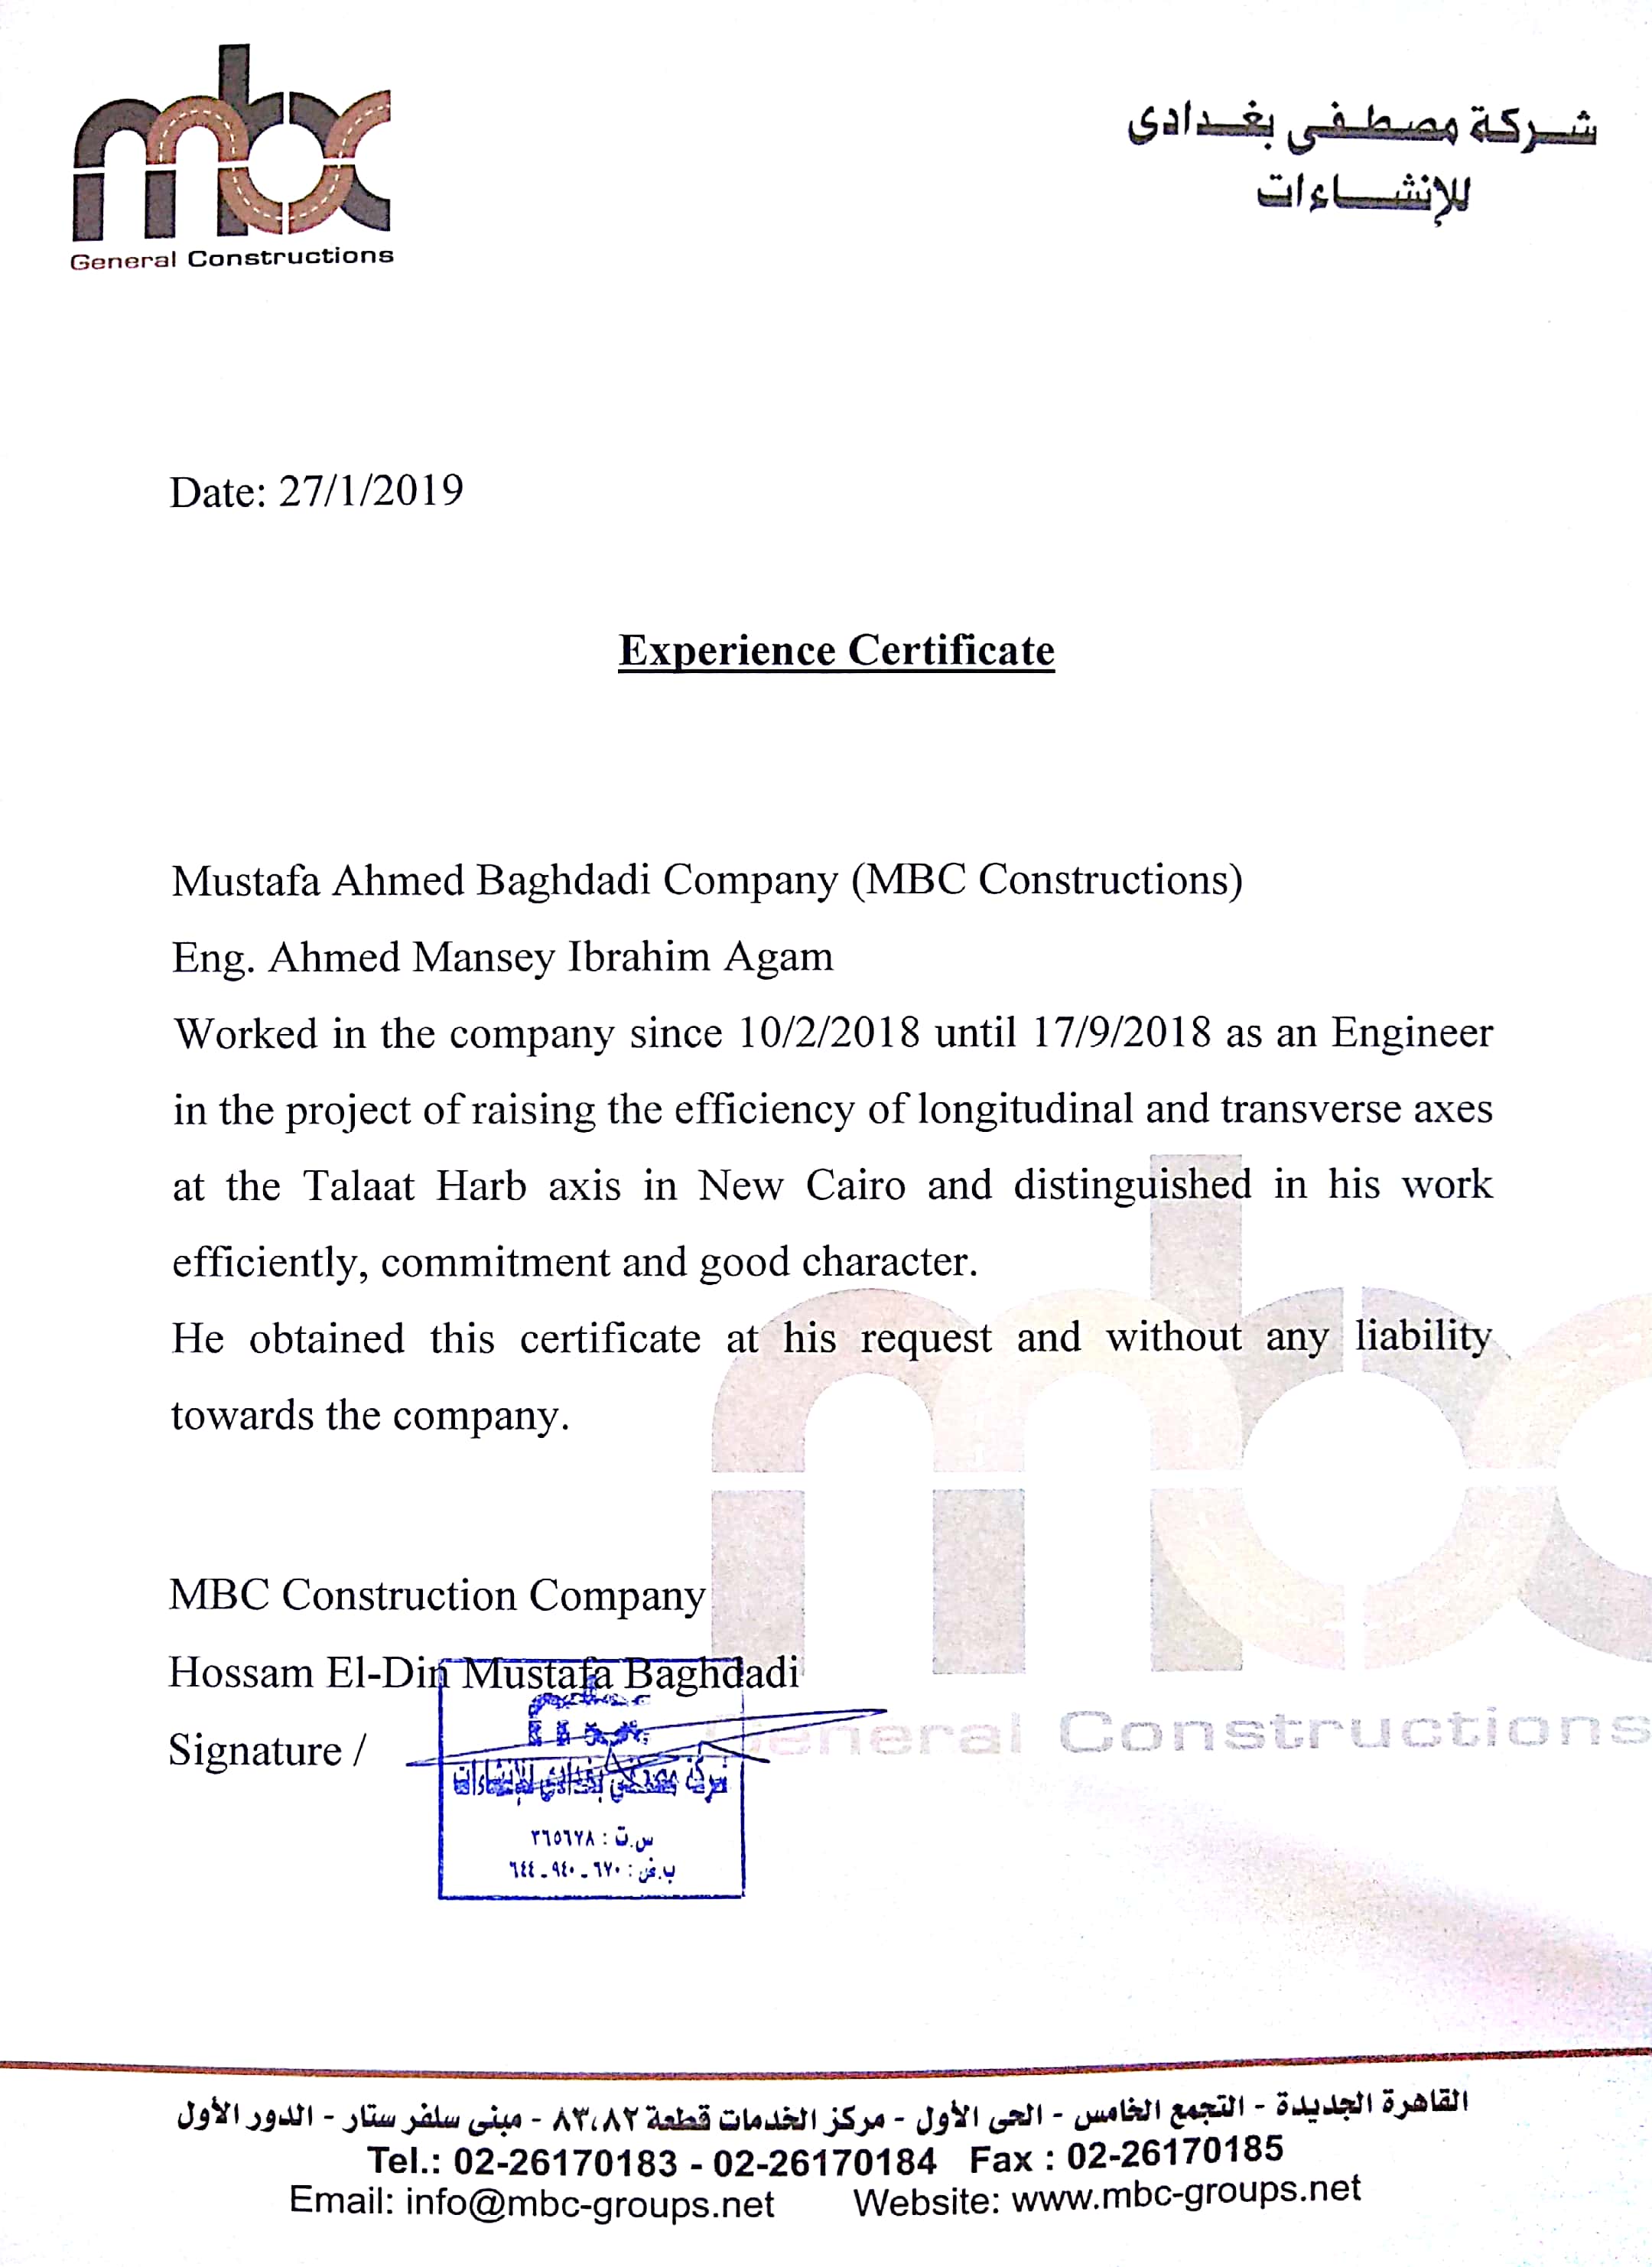 mbc
General Constructions
شركة مصطفى بغدادى
للإنشاءات
Date: 27/1/2019
Experience Certificate
Mustafa Ahmed Baghdadi Company (MBC Constructions)
Eng. Ahmed Mansey Ibrahim Agam
Worked in the company since 10/2/2018 until 17/9/2018 as an Engineer
in the project of raising the efficiency of longitudinal and transverse axes
at the Talaat Harb axis in New Cairo and distinguished in his work
efficiently, commitment and good character.
He obtained this certificate at his request and without any liability
towards the company.
mbc
General Constructions
MBC Construction Company
Hossam El-Din Mustafa Baghdadi
Signature /
شركة مصطفى بغدادى للإنشاءات
س.ت : ٣٦٥٦٧٨
ب.ض : ٦٧٠ - ٩٤٠ - ٦٤٤
القاهرة الجديدة - التجمع الخامس - الحى الأول - مركز الخدمات قطعة ٨٣،٨٢ - مبنى سلفر ستار - الدور الأول
Tel.: 02-26170183 - 02-26170184 Fax : 02-26170185
Email: info@mbc-groups.net Website: www.mbc-groups.net